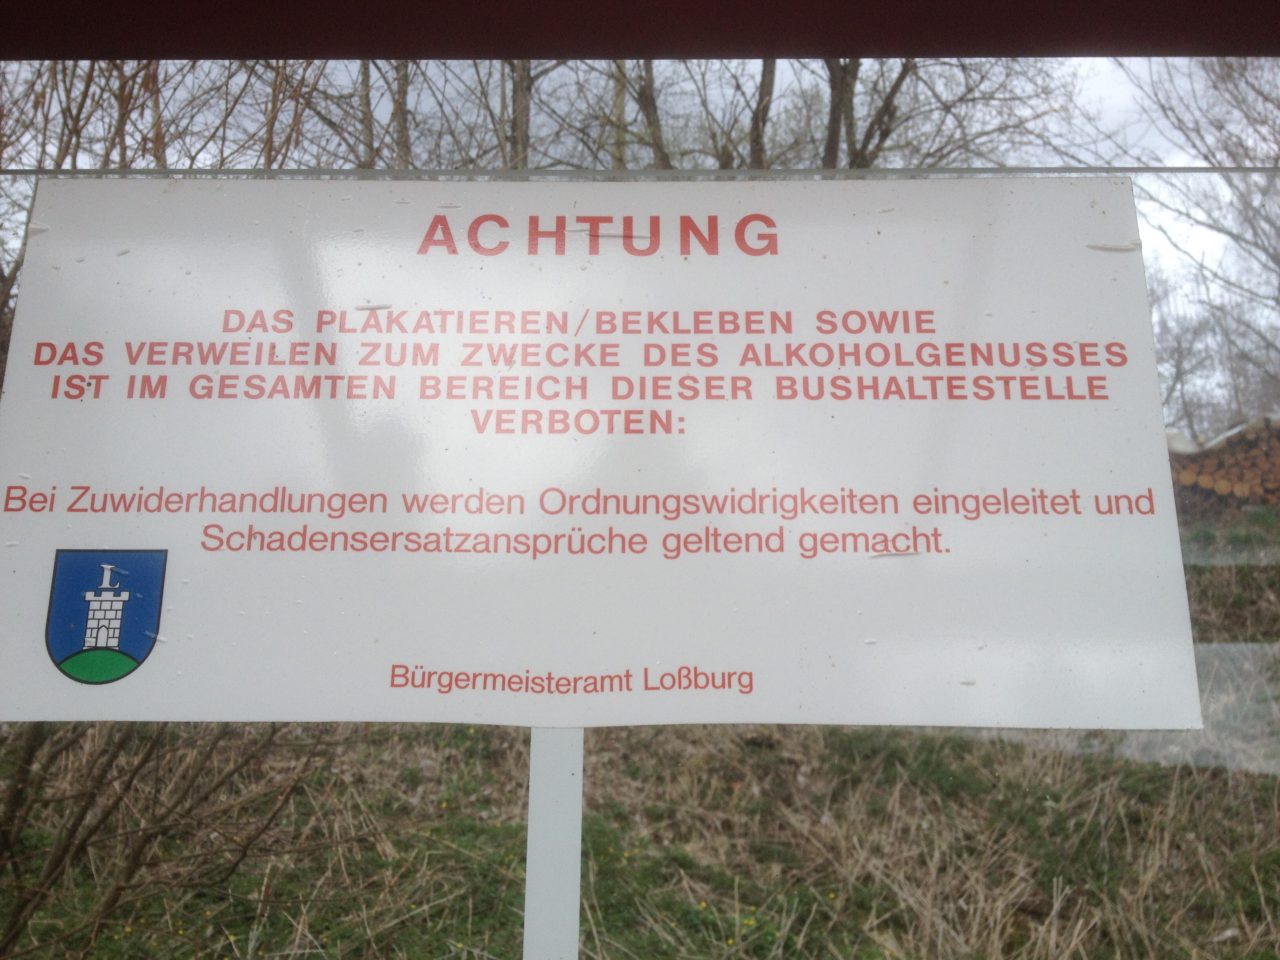 ACHTUNG
DAS PLAKATIEREN/BEKLEBEN SOWIE
DAS VERWEILEN ZUM ZWECKE DES ALKOHOLGENUSSES
IST IM GESAMTEN BEREICH DIESER BUSHALTESTELLE
VERBOTEN:
Bei Zuwiderhandlungen werden Ordnungswidrigkeiten eingeleitet und
Schadensersatzansprüche geltend gemacht.
L
Bürgermeisteramt Loßburg